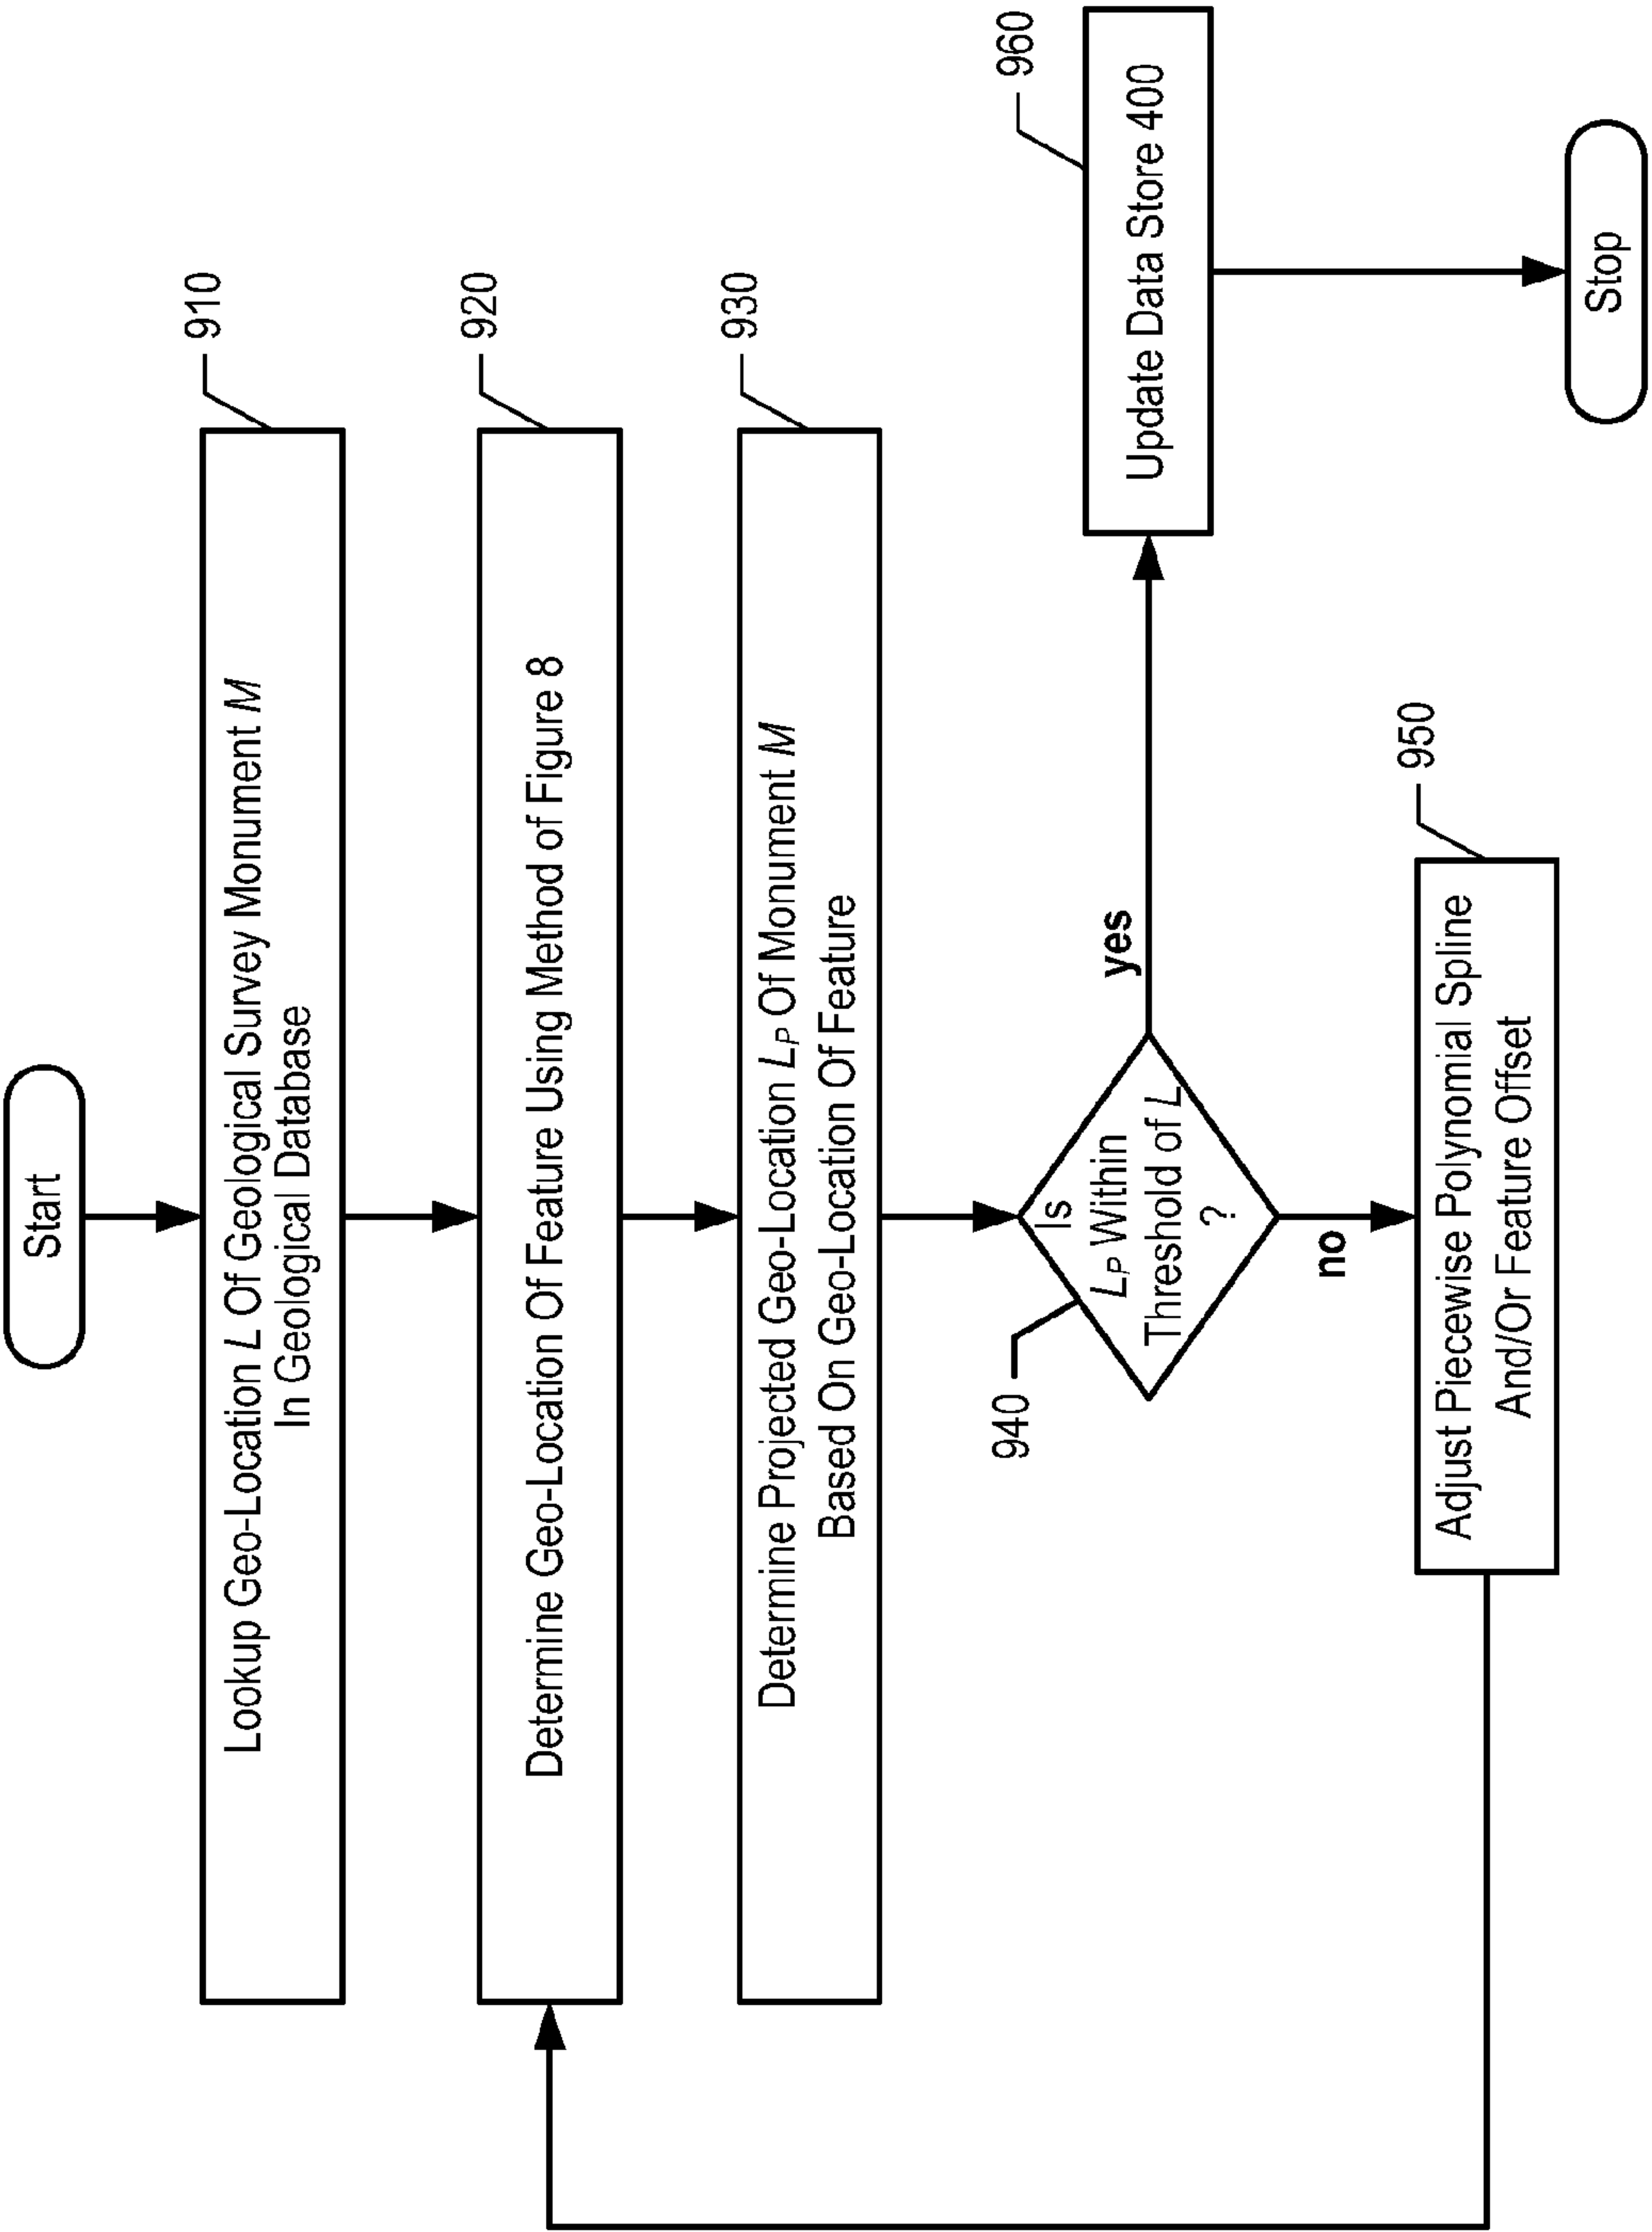 Start
910
Lookup Geo-Location L Of Geological Survey Monument M
In Geological Database
920
Determine Geo-Location Of Feature Using Method of Figure 8
930
Determine Projected Geo-Location LP Of Monument M
Based On Geo-Location Of Feature
940
Is
LP Within
Threshold of L
?
yes
no
950
Adjust Piecewise Polynomial Spline
And/Or Feature Offset
960
Update Data Store 400
Stop